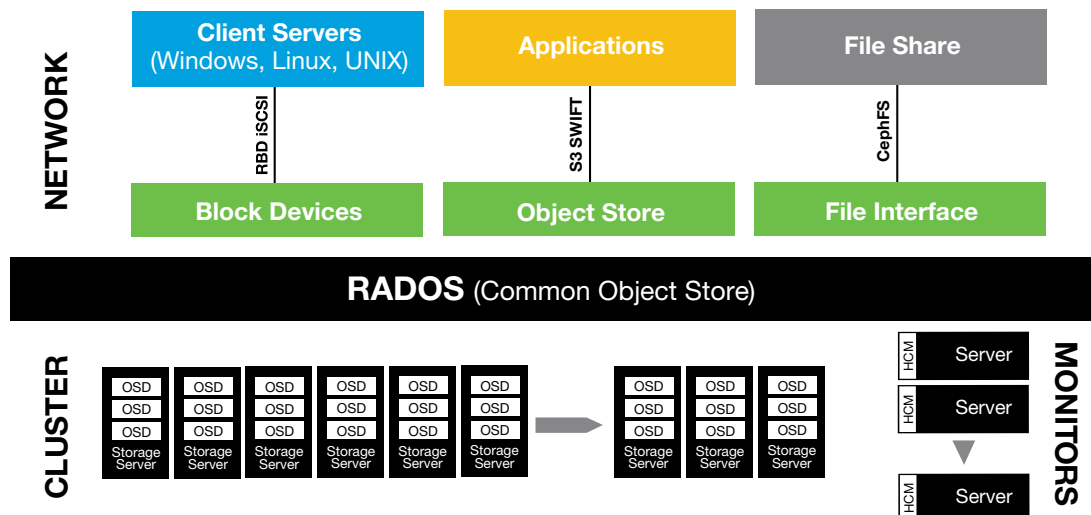 NETWORK
Client Servers
(Windows, Linux, UNIX)
Applications
File Share
RBD iSCSI
S3 SWIFT
CephFS
Block Devices
Object Store
File Interface
RADOS (Common Object Store)
CLUSTER
OSD OSD OSD OSD OSD OSD OSD OSD OSD
OSD OSD OSD OSD OSD OSD OSD OSD OSD
OSD OSD OSD OSD OSD OSD OSD OSD OSD
Storage Storage Storage Storage Storage Storage Storage Storage Storage
Server Server Server Server Server Server Server Server Server
HCM Server
HCM Server
HCM Server
MONITORS